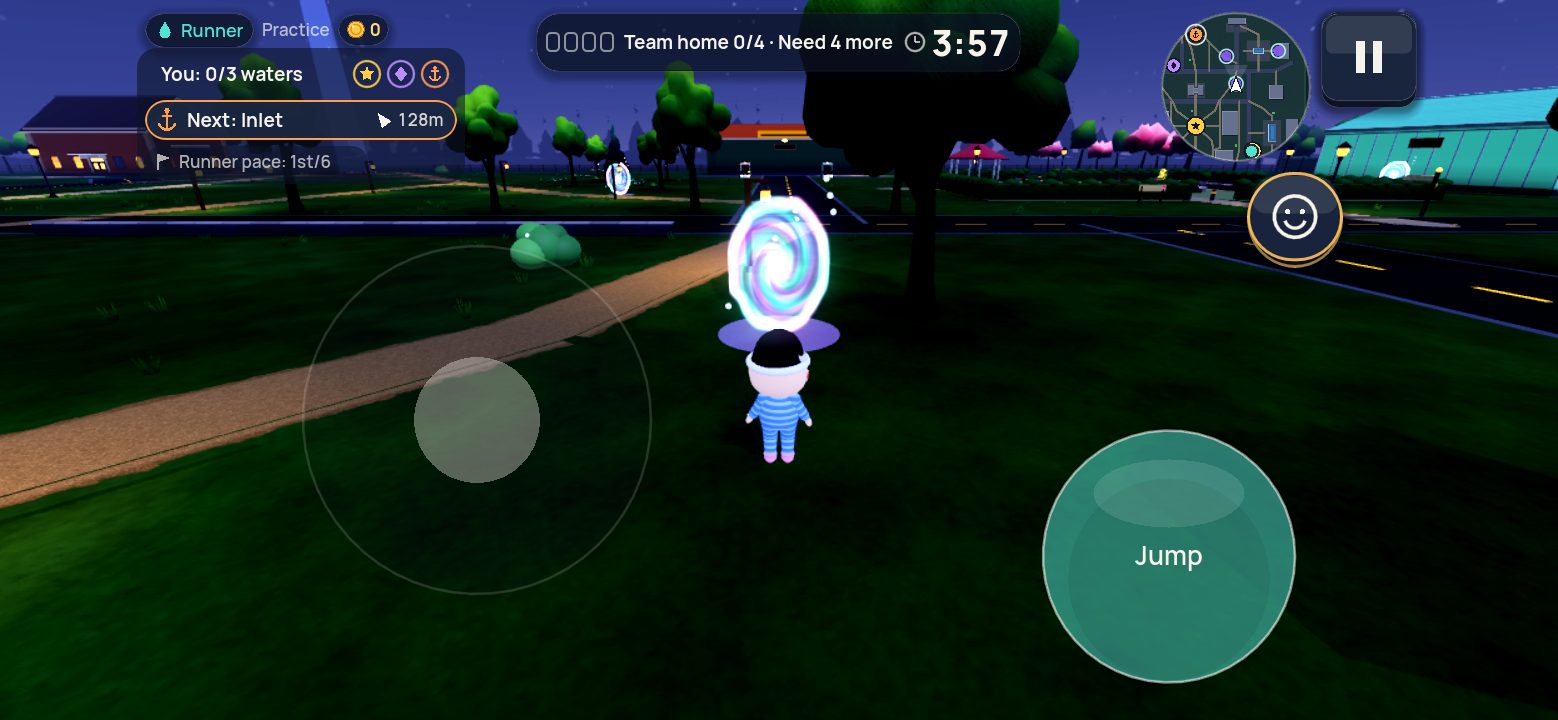 Runner Practice 0
Team home 0/4 · Need 4 more 3:57
You: 0/3 waters
Next: Inlet 128m
Runner pace: 1st/6
Jump